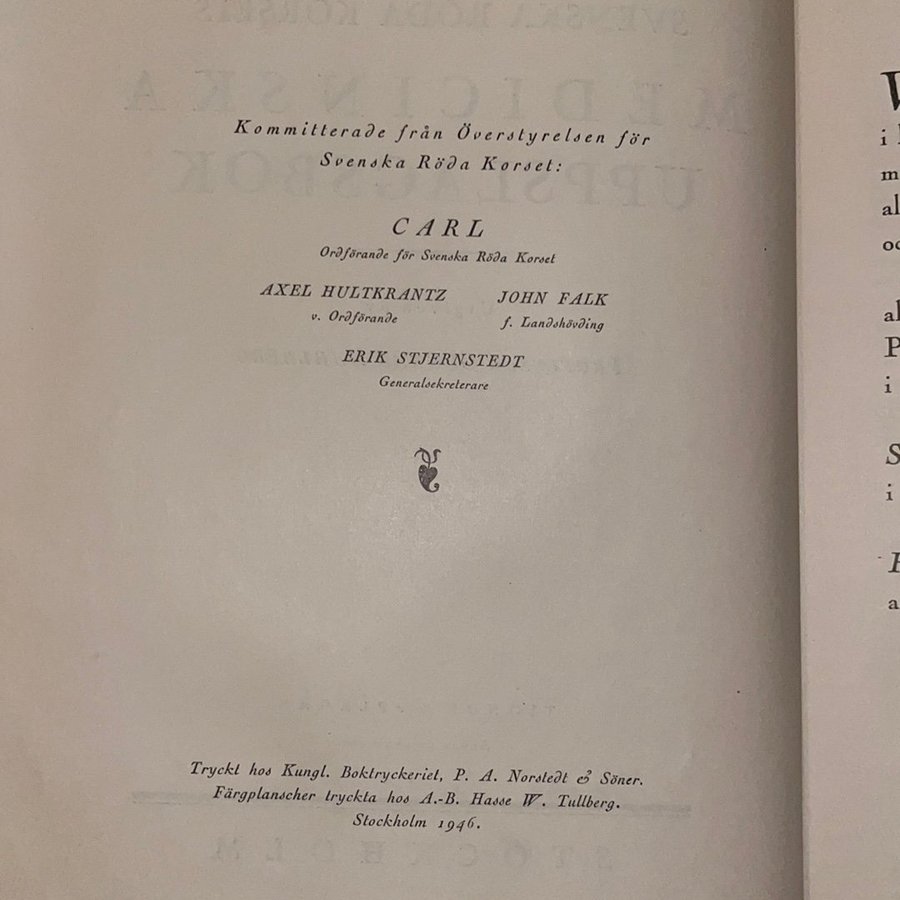 Kommitterade från Överstyrelsen för
Svenska Röda Korset:
CARL
Ordförande för Svenska Röda Korset
AXEL HULTKRANTZ JOHN FALK
v. Ordförande f. Landshövding
ERIK STJERNSTEDT
Generalsekreterare
Tryckt hos Kungl. Boktryckeriet, P. A. Norstedt & Söner.
Färgplanscher tryckta hos A.-B. Hasse W. Tullberg.
Stockholm 1946.